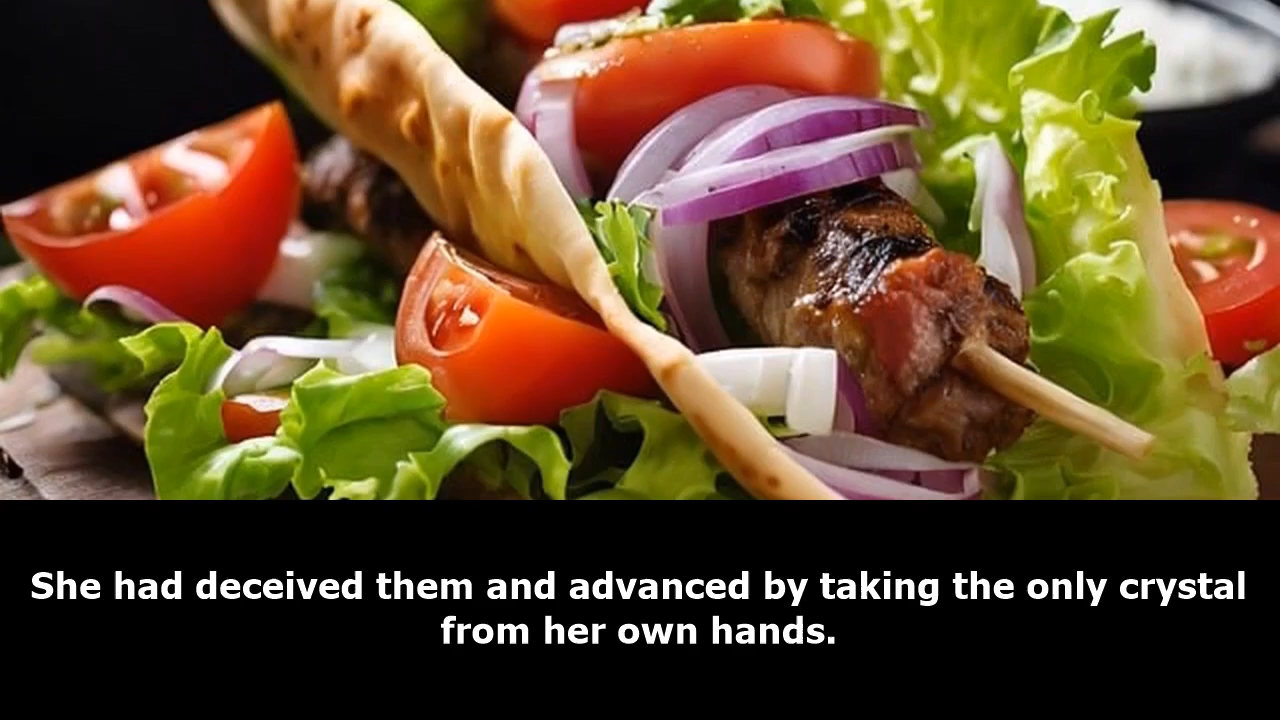 She had deceived them and advanced by taking the only crystal
from her own hands.